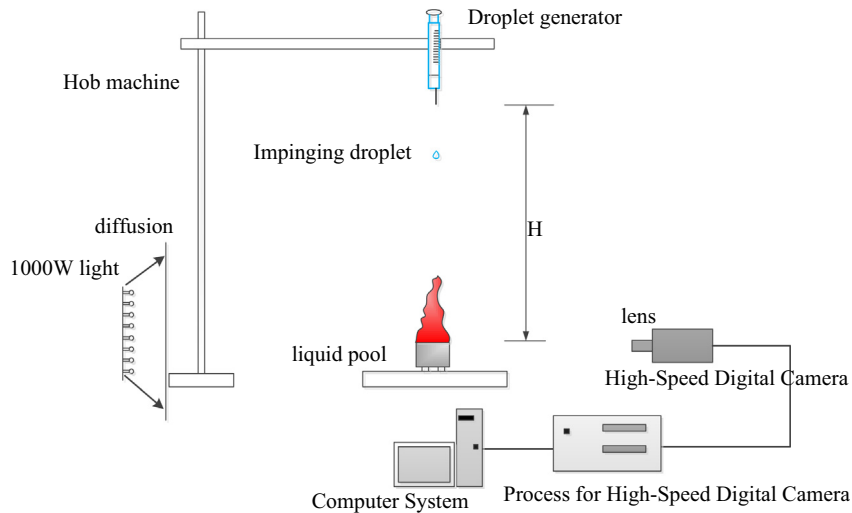 Droplet generator
Hob machine
Impinging droplet
diffusion
H
1000W light
lens
liquid pool
High-Speed Digital Camera
Computer System
Process for High-Speed Digital Camera